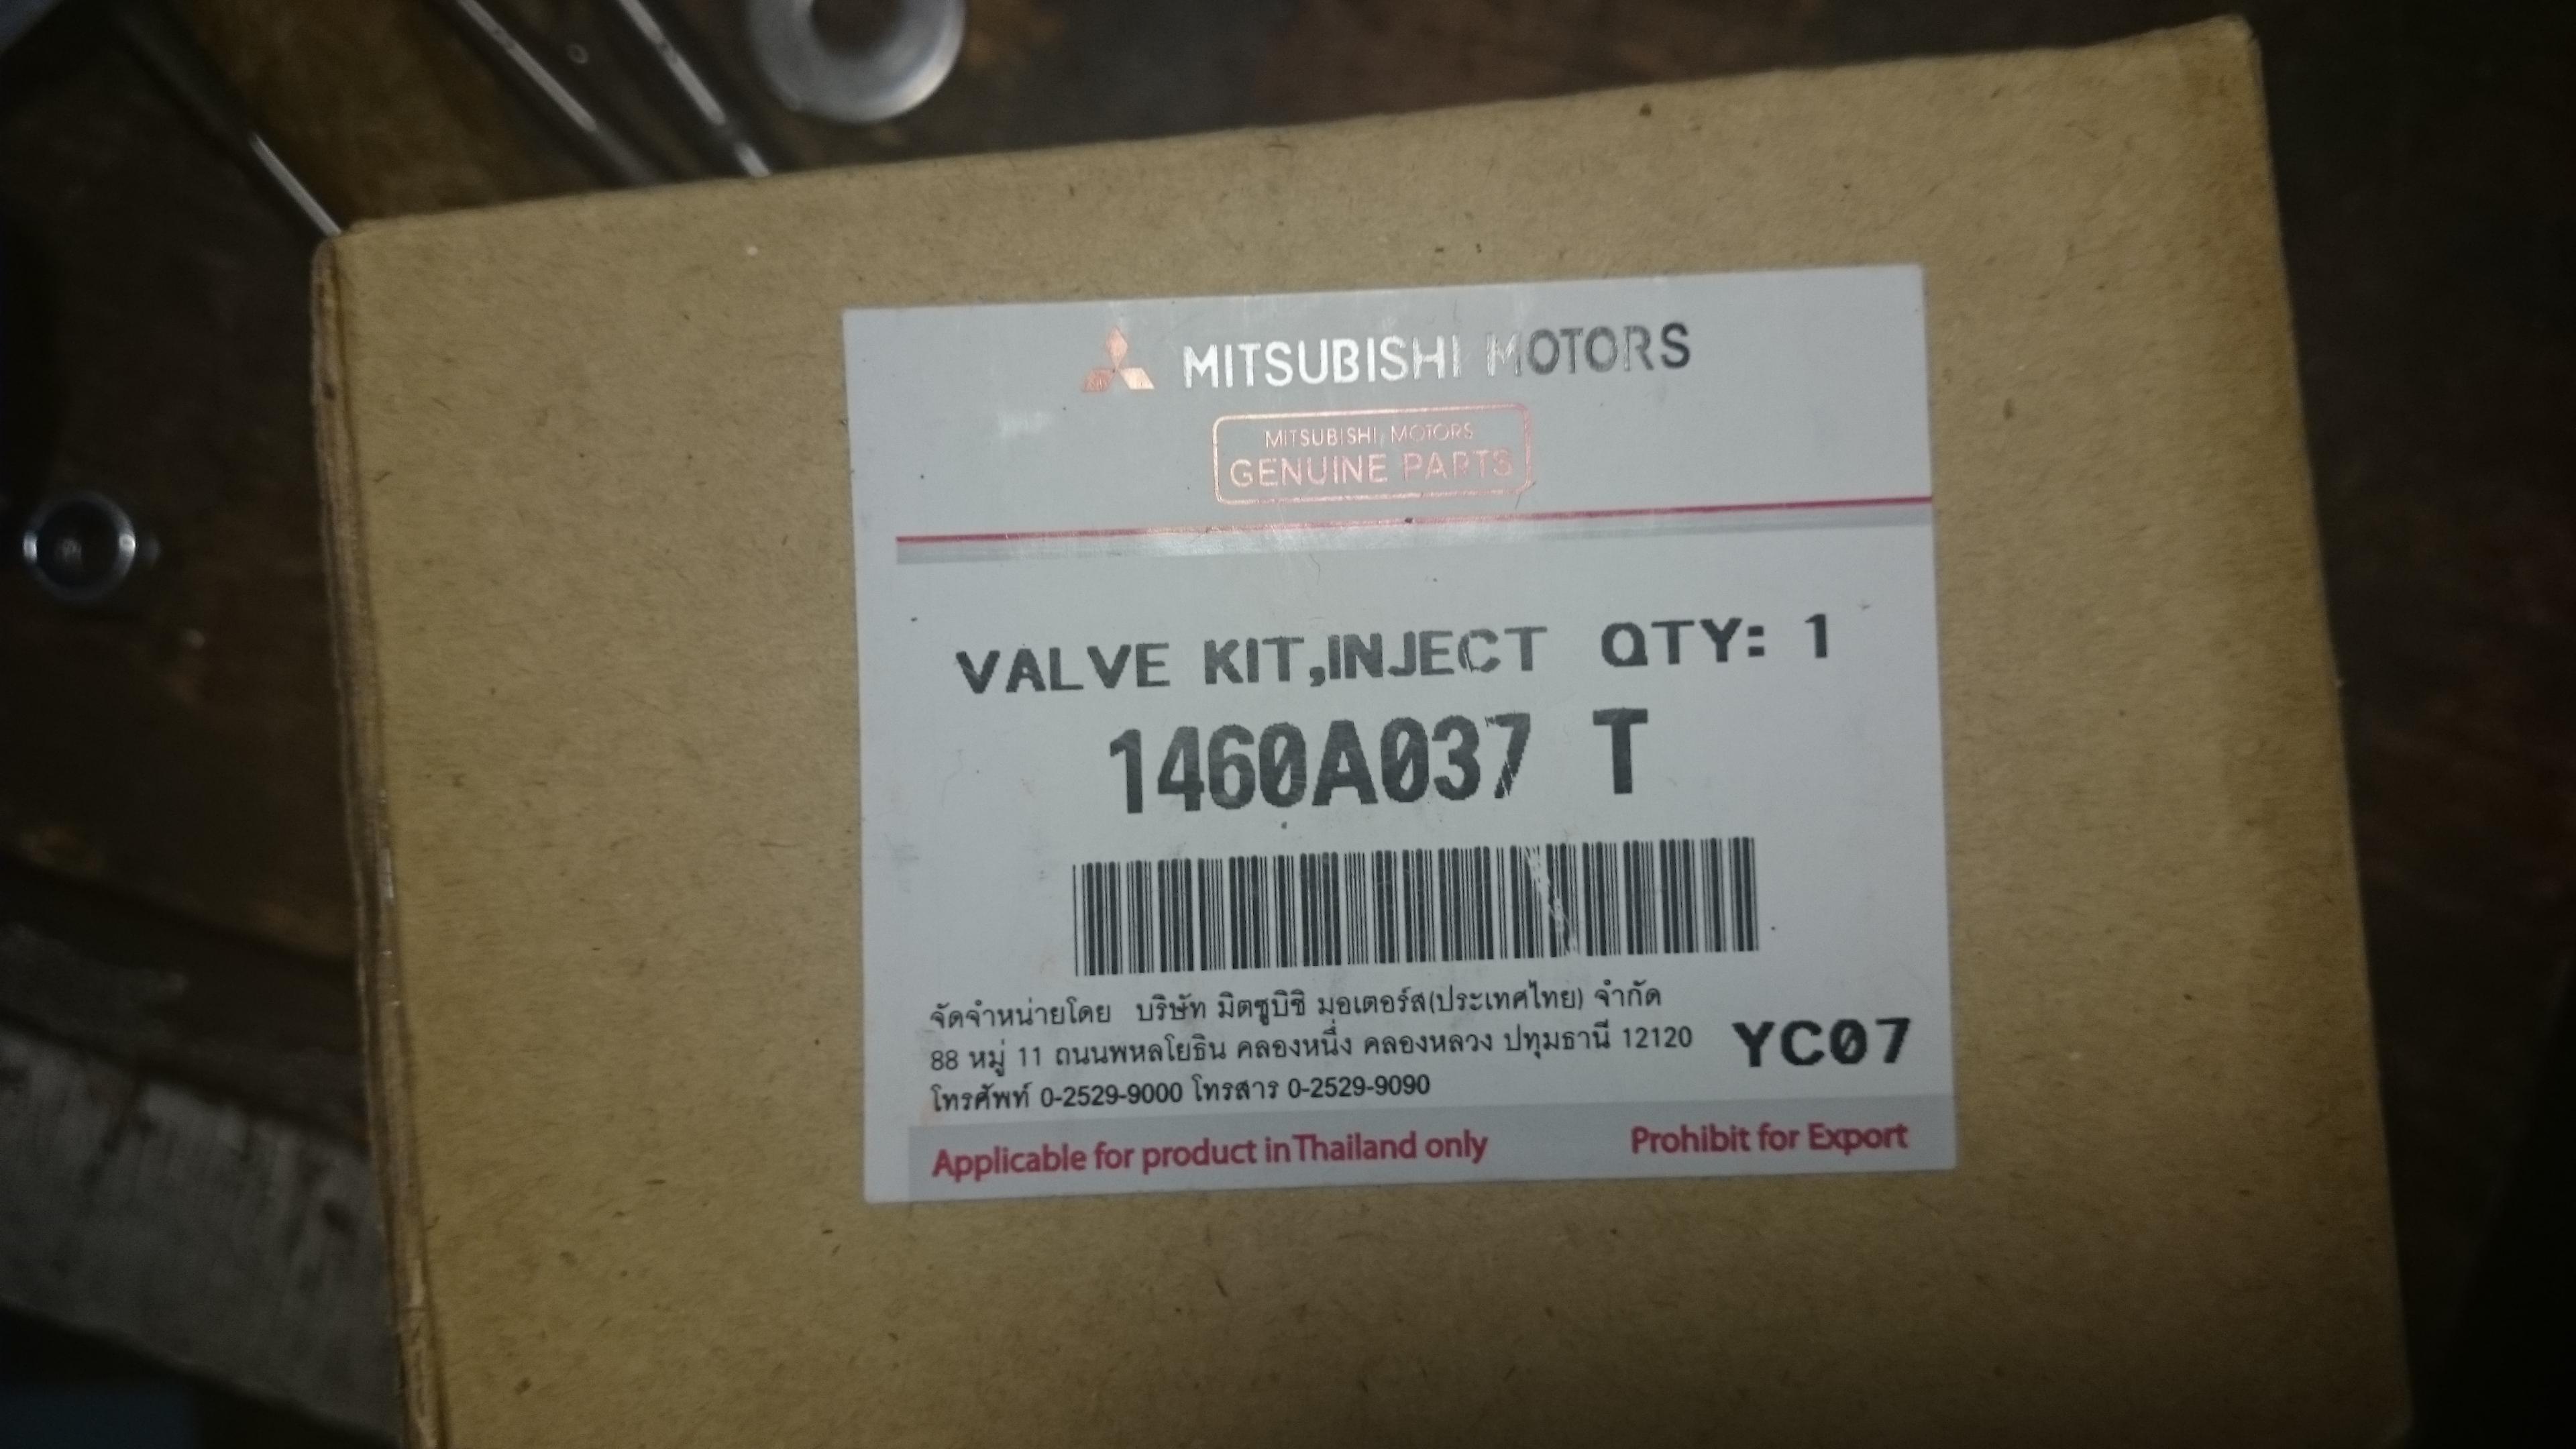 MITSUBISHI MOTORS
MITSUBISHI MOTORS
GENUINE PARTS
VALVE KIT,INJECT QTY: 1
1460A037 T
จัดจำหน่ายโดย บริษัท มิตซูบิชิ มอเตอร์ส(ประเทศไทย) จำกัด
88 หมู่ 11 ถนนพหลโยธิน คลองหนึ่ง คลองหลวง ปทุมธานี 12120
โทรศัพท์ 0-2529-9000 โทรสาร 0-2529-9090
YC07
Applicable for product in Thailand only Prohibit for Export